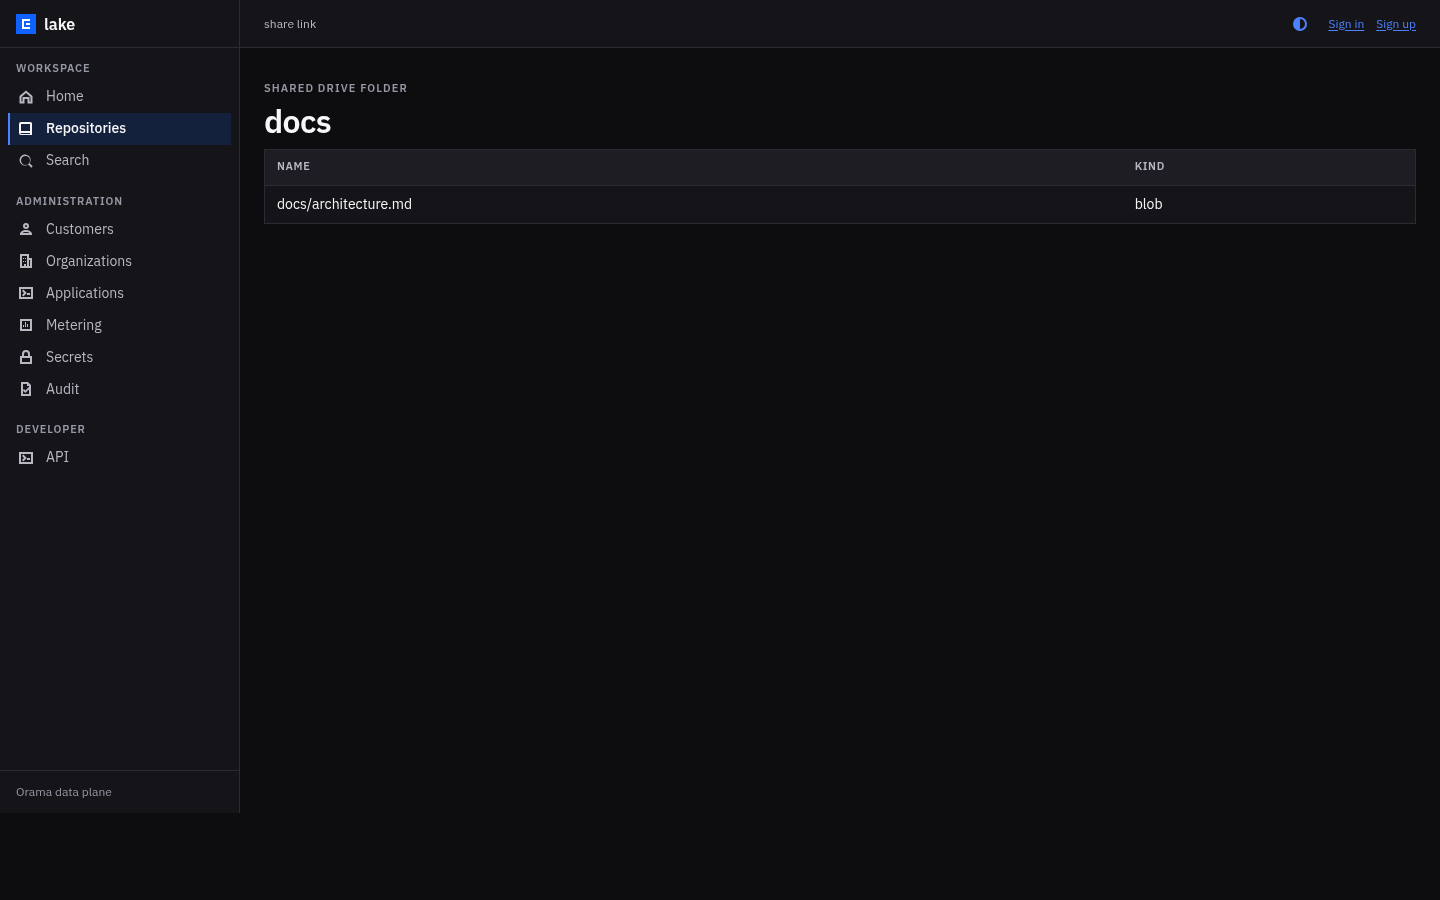 lake
share link
Sign in
Sign up
WORKSPACE
Home
Repositories
Search
ADMINISTRATION
Customers
Organizations
Applications
Metering
Secrets
Audit
DEVELOPER
API
Orama data plane
SHARED DRIVE FOLDER
docs
NAME KIND
docs/architecture.md blob